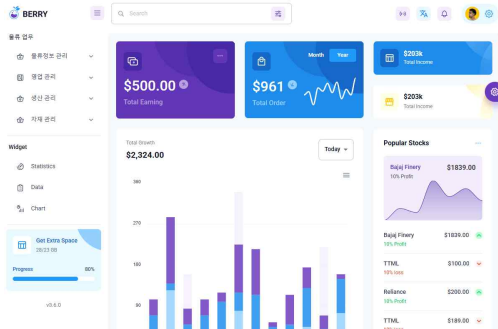 BERRY
Search
물류 업무
물류정보 관리
영업 관리
생산 관리
자재 관리
Widget
Statistics
Data
Chart
Get Extra Space
28/23 GB
Progress
80%
v3.6.0
$500.00
Total Earning
Month
Year
$961
Total Order
$203k
Total Income
$203k
Total Income
Total Growth
$2,324.00
Today
360
270
180
90
Popular Stocks
Bajaj Finery
$1839.00
10% Profit
Bajaj Finery
$1839.00
10% Profit
TTML
$100.00
10% loss
Reliance
$200.00
10% Profit
TTML
$189.00